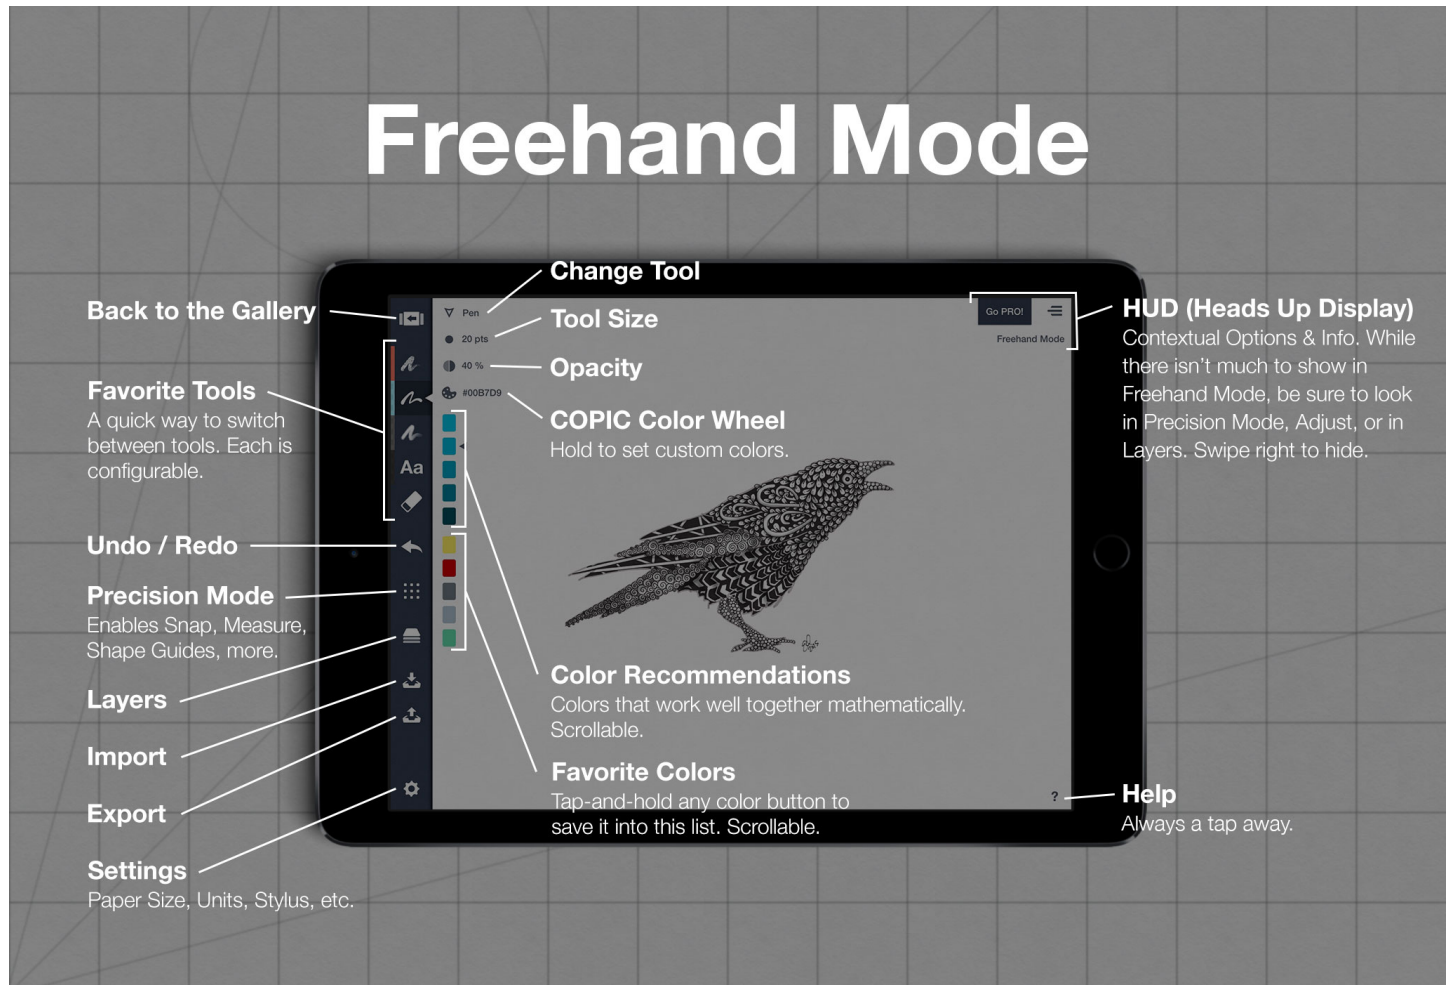 Freehand Mode
Back to the Gallery
Favorite Tools
A quick way to switch
between tools. Each is
configurable.
Undo / Redo
Precision Mode
Enables Snap, Measure,
Shape Guides, more.
Layers
Import
Export
Settings
Paper Size, Units, Stylus, etc.
Aa
Pen
20 pts
40 %
#00B7D9
Change Tool
Tool Size
Opacity
COPIC Color Wheel
Hold to set custom colors.
Color Recommendations
Colors that work well together mathematically.
Scrollable.
Favorite Colors
Tap-and-hold any color button to
save it into this list. Scrollable.
Go PRO!
Freehand Mode
HUD (Heads Up Display)
Contextual Options & Info. While
there isn’t much to show in
Freehand Mode, be sure to look
in Precision Mode, Adjust, or in
Layers. Swipe right to hide.
?
Help
Always a tap away.